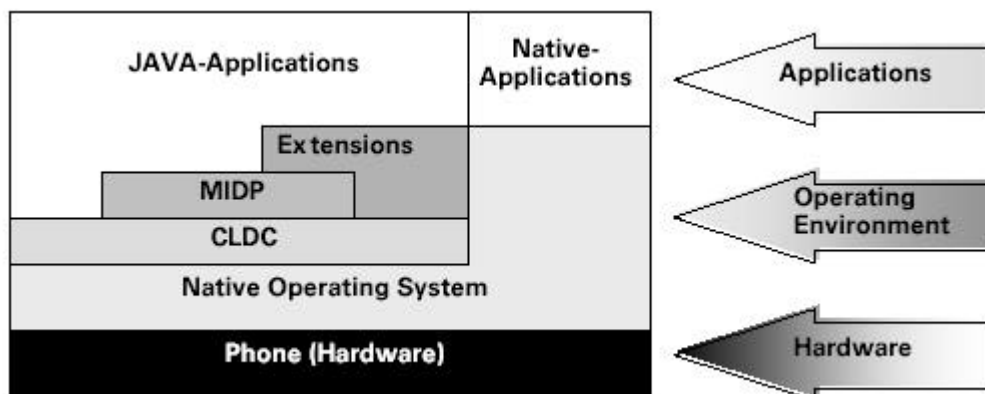 JAVA-Applications
Native-
Applications
Applications
Extensions
MIDP
Operating
Environment
CLDC
Native Operating System
Phone (Hardware)
Hardware